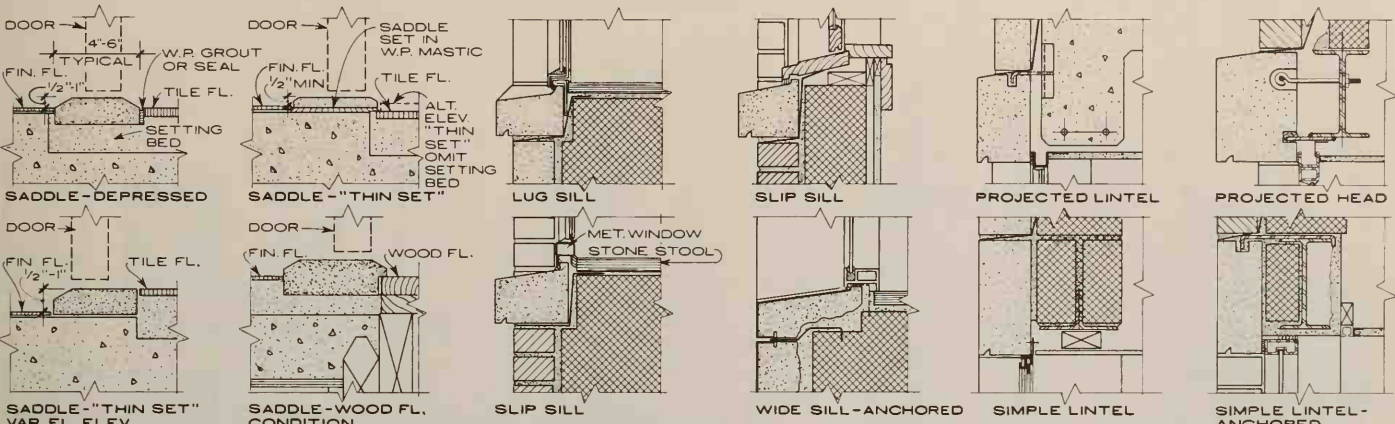 DOOR
4"-6"
TYPICAL
W.P. GROUT
OR SEAL
FIN. FL.
1/2"-1"
TILE FL.
SETTING
BED
SADDLE-DEPRESSED
DOOR
SADDLE
SET IN
W.P. MASTIC
FIN. FL.
1/2" MIN
TILE FL.
ALT.
ELEV.
"THIN
SET"
OMIT
SETTING
BED
SADDLE-"THIN SET"
LUG SILL
SLIP SILL
PROJECTED LINTEL
PROJECTED HEAD
DOOR
FIN. FL.
1/2"-1"
TILE FL.
SADDLE-"THIN SET"
VAR. FL. ELEV.
DOOR
FIN. FL.
WOOD FL.
SADDLE-WOOD FL.
CONDITION
MET. WINDOW
STONE STOOL
SLIP SILL
WIDE SILL-ANCHORED
SIMPLE LINTEL
SIMPLE LINTEL-
ANCHORED